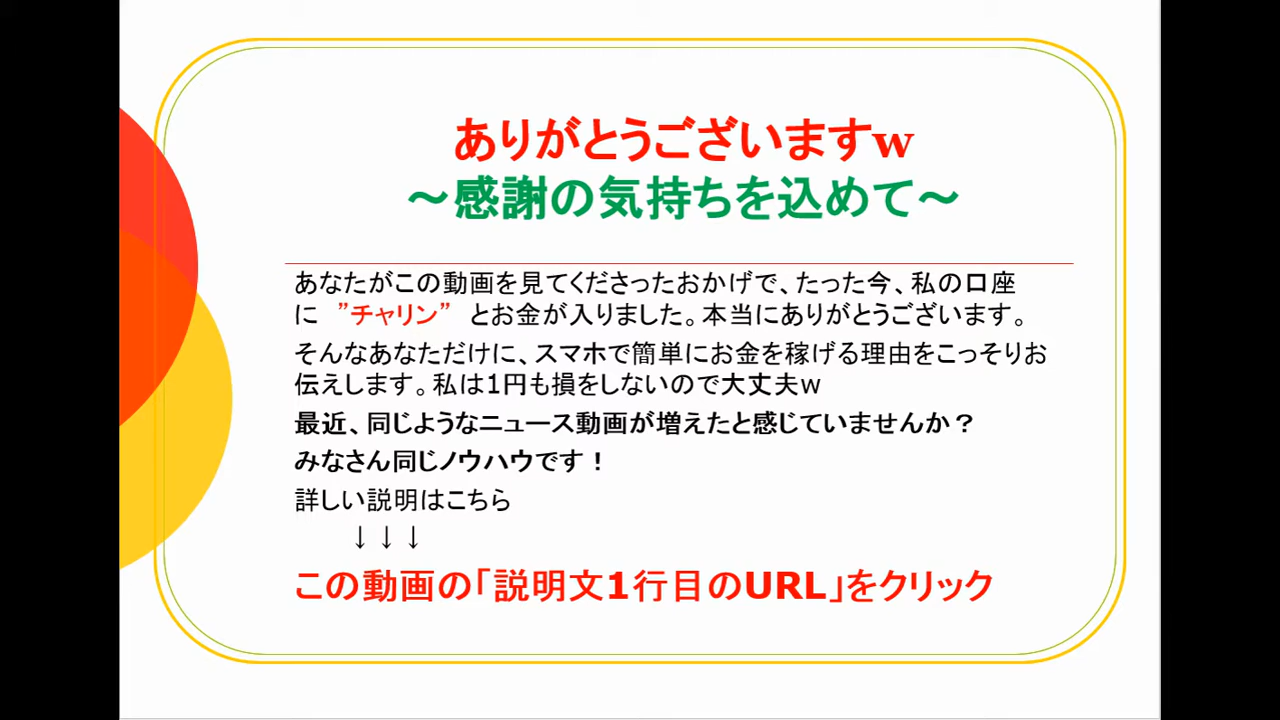 ありがとうございますw
～感謝の気持ちを込めて～
あなたがこの動画を見てくださったおかげで、たった今、私の口座
に ”チャリン” とお金が入りました。本当にありがとうございます。
そんなあなただけに、スマホで簡単にお金を稼げる理由をこっそりお
伝えします。私は1円も損をしないので大丈夫w
最近、同じようなニュース動画が増えたと感じていませんか？
みなさん同じノウハウです！
詳しい説明はこちら
↓↓↓
この動画の「説明文1行目のURL」をクリック